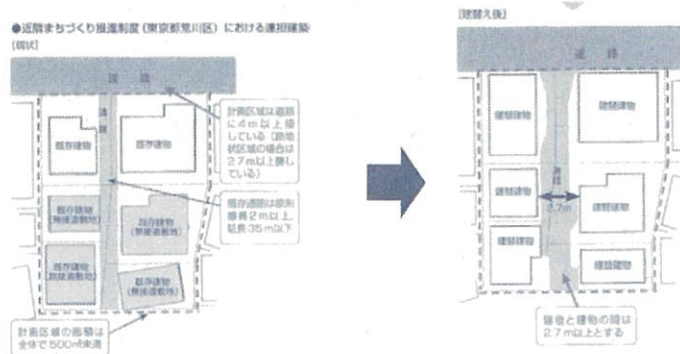 ●近隣まちづくり推進制度(東京都荒川区)における連担建築
[現状]
道路
通路
既存建物
既存建物
計画区域は道路
に4m以上接
している(路地
状区域の場合は
2.7m以上接し
ている)
既存通路は原則
幅員2m以上、
延長35m以下
既存建物
(無接道敷地)
既存建物
(無接道敷地)
既存建物
(無接道敷地)
既存建物
(無接道敷地)
計画区域の面積は
全体で500㎡未満
[建替え後]
道路
建替建物
建替建物
通路
2.7m
建替建物
建替建物
建替建物
建替建物
建物と建物の間は
2.7m以上とする